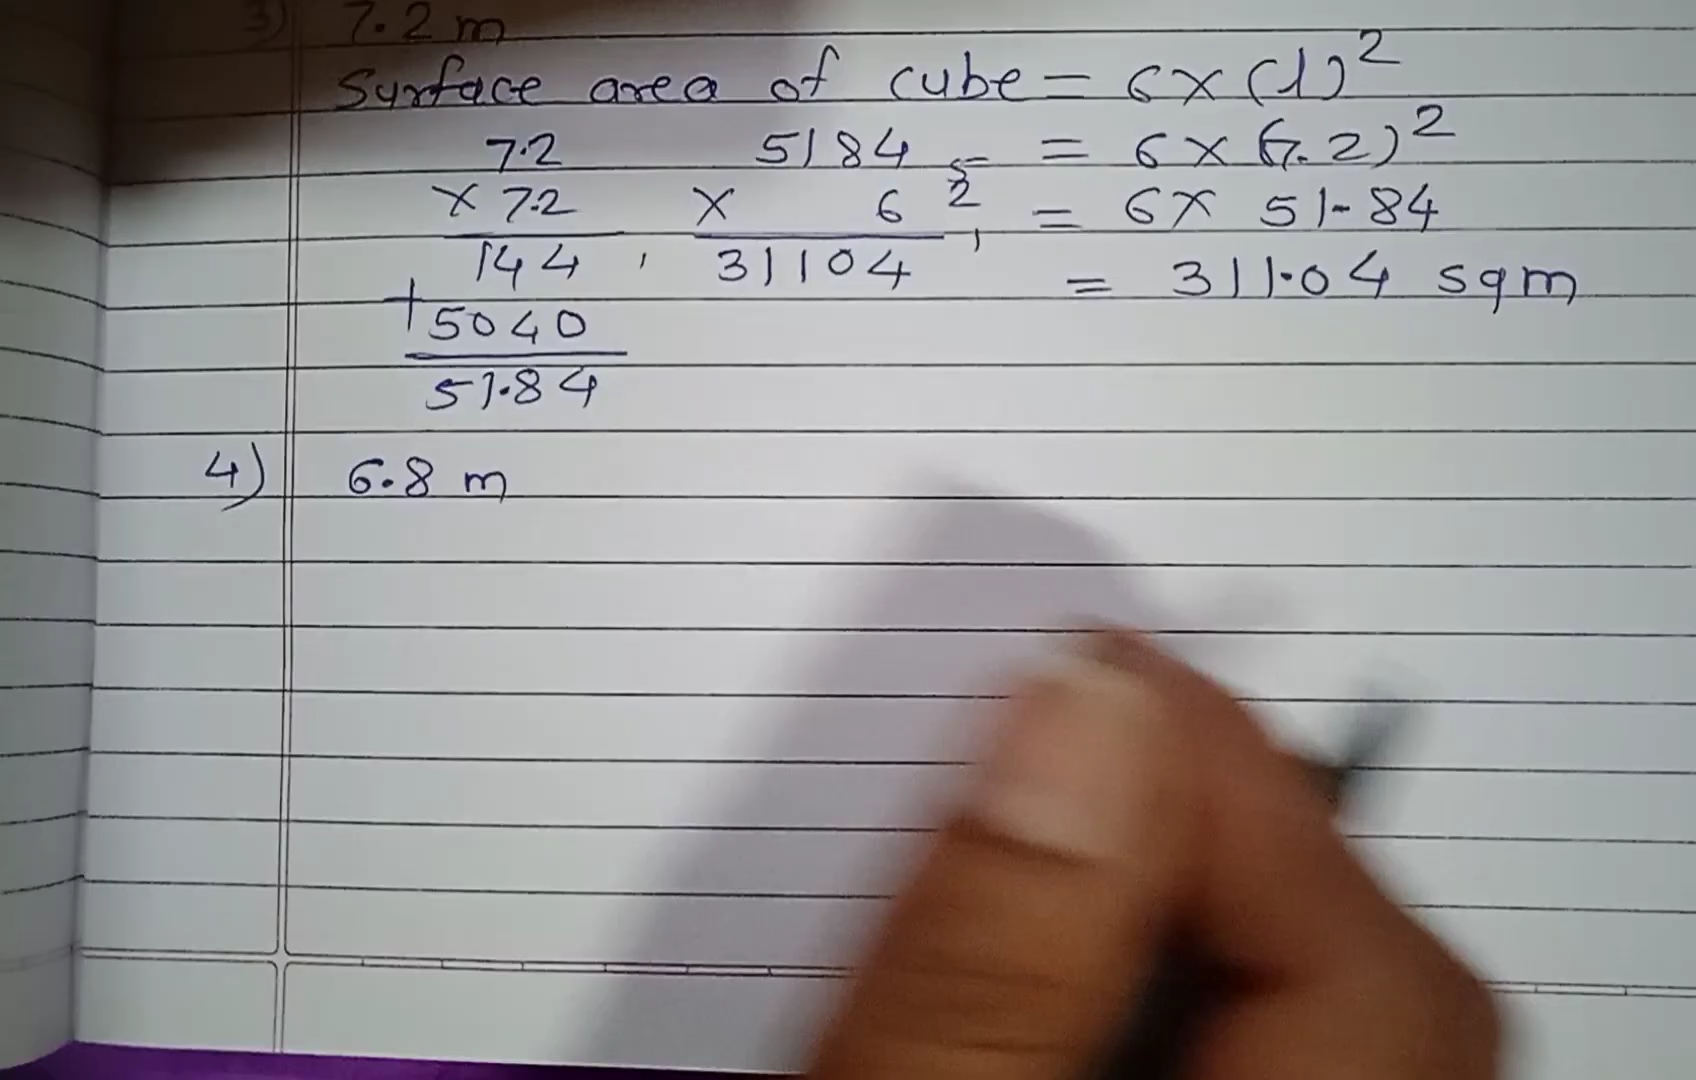 3) 7.2 m
Surface area of cube = 6 × (l)²
7.2 5184 = 6 × (7.2)²
× 7.2 × 6 = 6 × 51.84
144 , 31104 = 311.04 sqm
+ 5040
51.84
4) 6.8 m